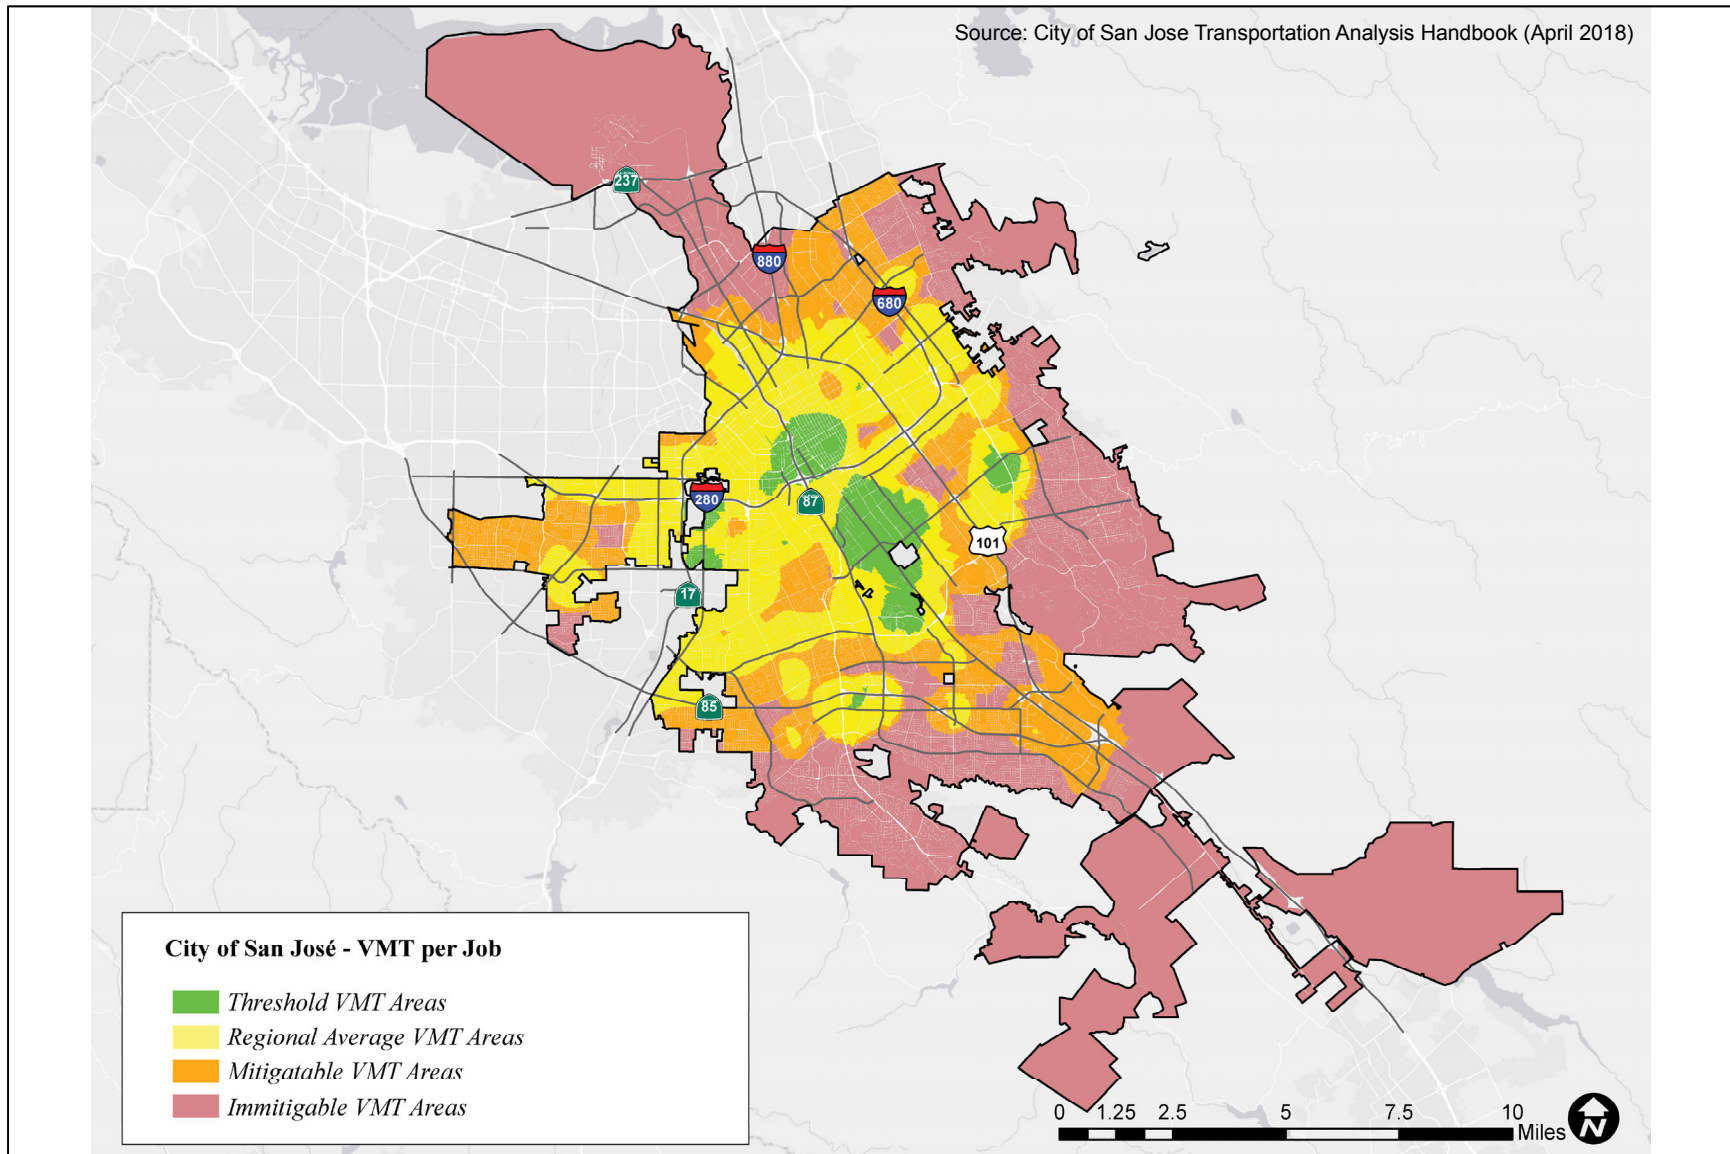 Source: City of San Jose Transportation Analysis Handbook (April 2018)
237
880
680
280
87
101
17
85
City of San José - VMT per Job
Threshold VMT Areas
Regional Average VMT Areas
Mitigatable VMT Areas
Immitigable VMT Areas
0 1.25 2.5 5 7.5 10
Miles
N